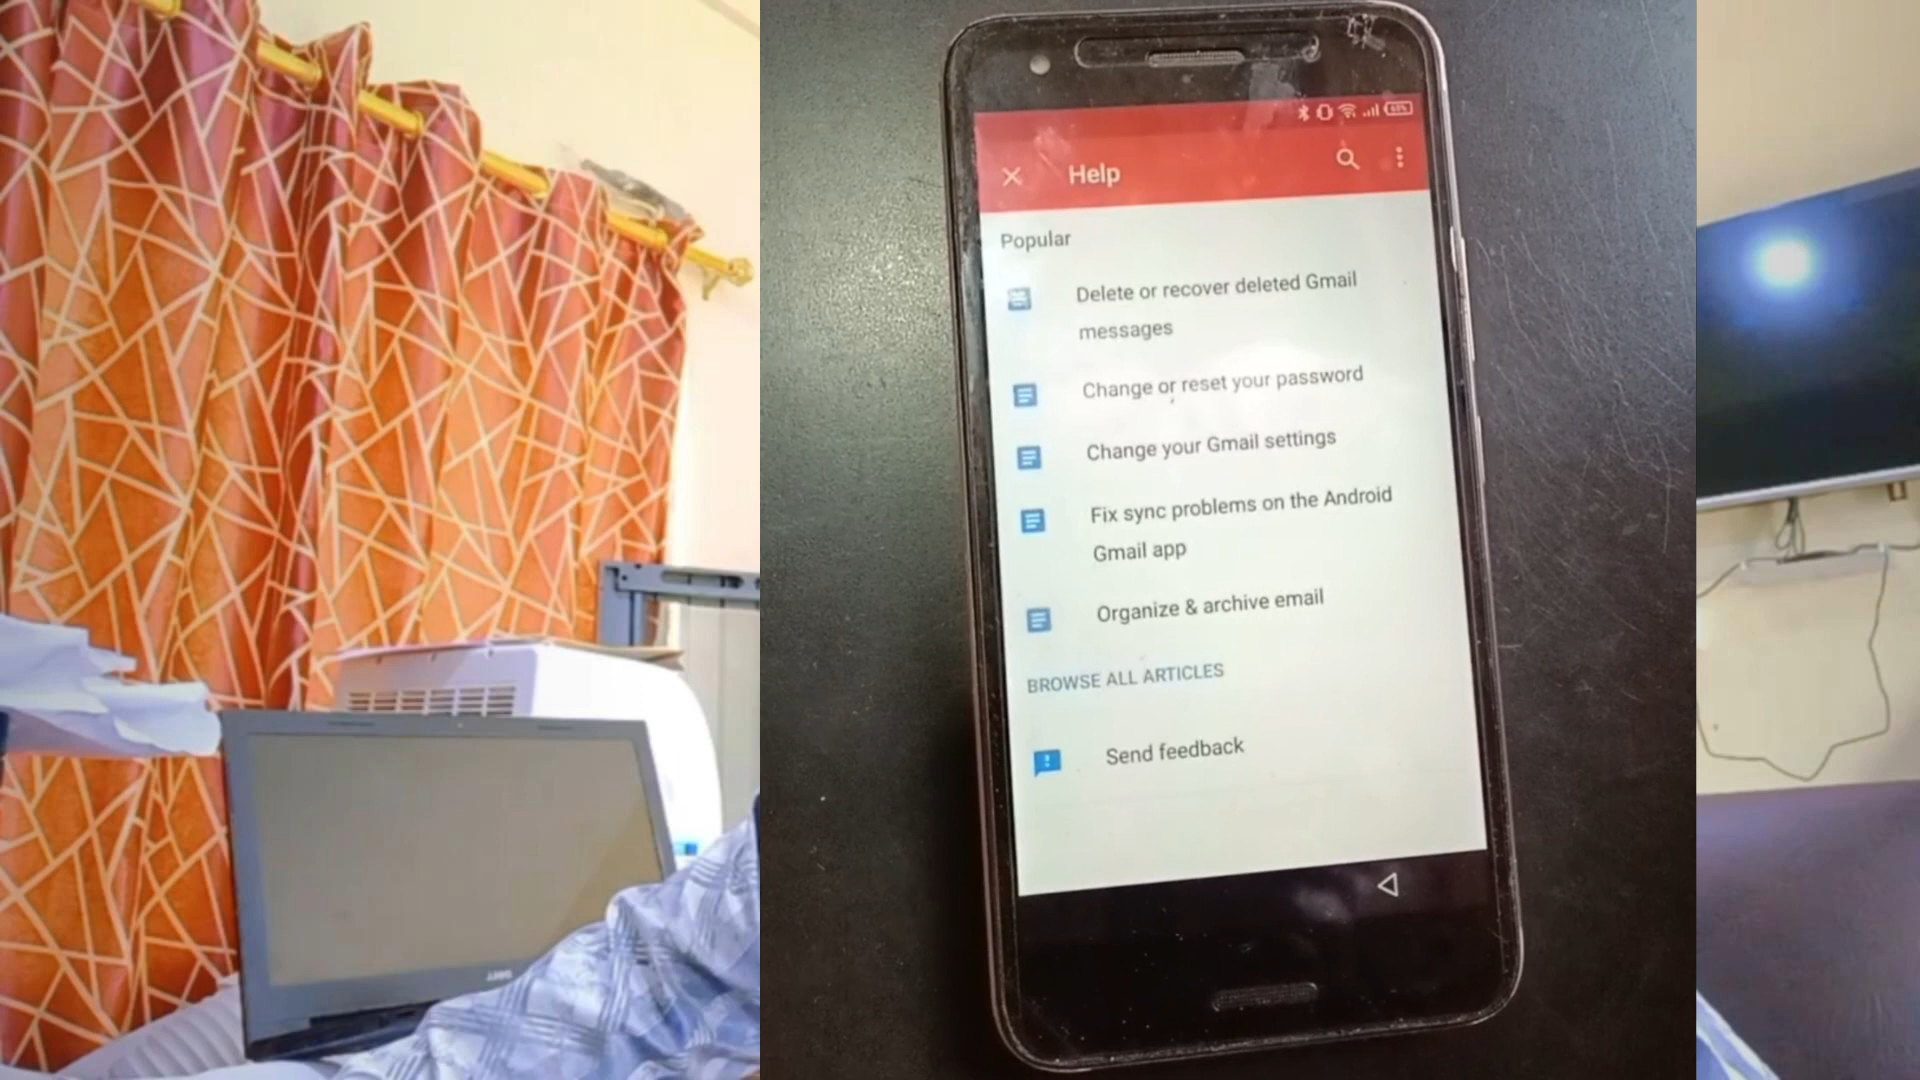 Help
Popular
Delete or recover deleted Gmail
messages
Change or reset your password
Change your Gmail settings
Fix sync problems on the Android
Gmail app
Organize & archive email
BROWSE ALL ARTICLES
Send feedback